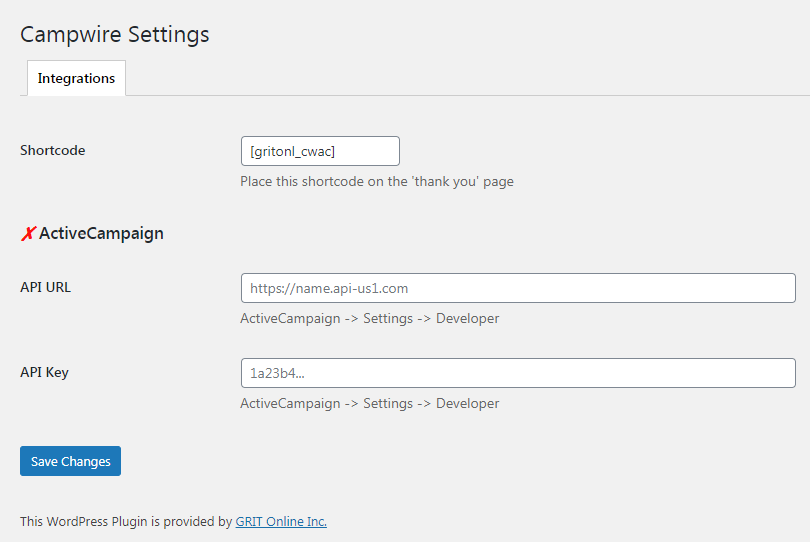 Campwire Settings
Integrations
Shortcode
[gritonl_cwac]
Place this shortcode on the 'thank you' page
✗ ActiveCampaign
API URL
https://name.api-us1.com
ActiveCampaign -> Settings -> Developer
API Key
1a23b4...
ActiveCampaign -> Settings -> Developer
Save Changes
This WordPress Plugin is provided by GRIT Online Inc.